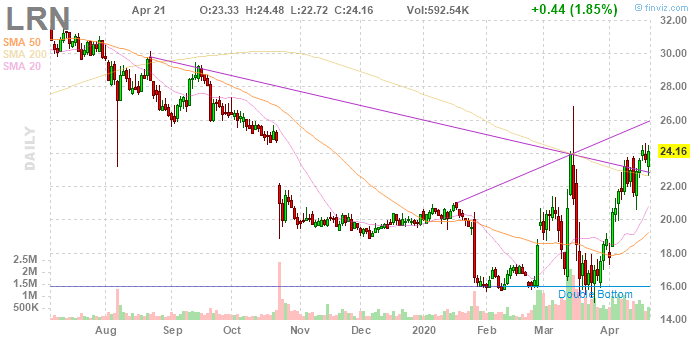 LRN
Apr 21
O:23.33 H:24.48 L:22.72 C:24.16
Vol:592.54K
+0.44 (1.85%)
© finviz.com
SMA 50
SMA 200
SMA 20
DAILY
32.00
30.00
28.00
26.00
24.16
22.00
20.00
18.00
16.00
14.00
2.5M
2M
1.5M
1M
500K
Double Bottom
Aug
Sep
Oct
Nov
Dec
2020
Feb
Mar
Apr